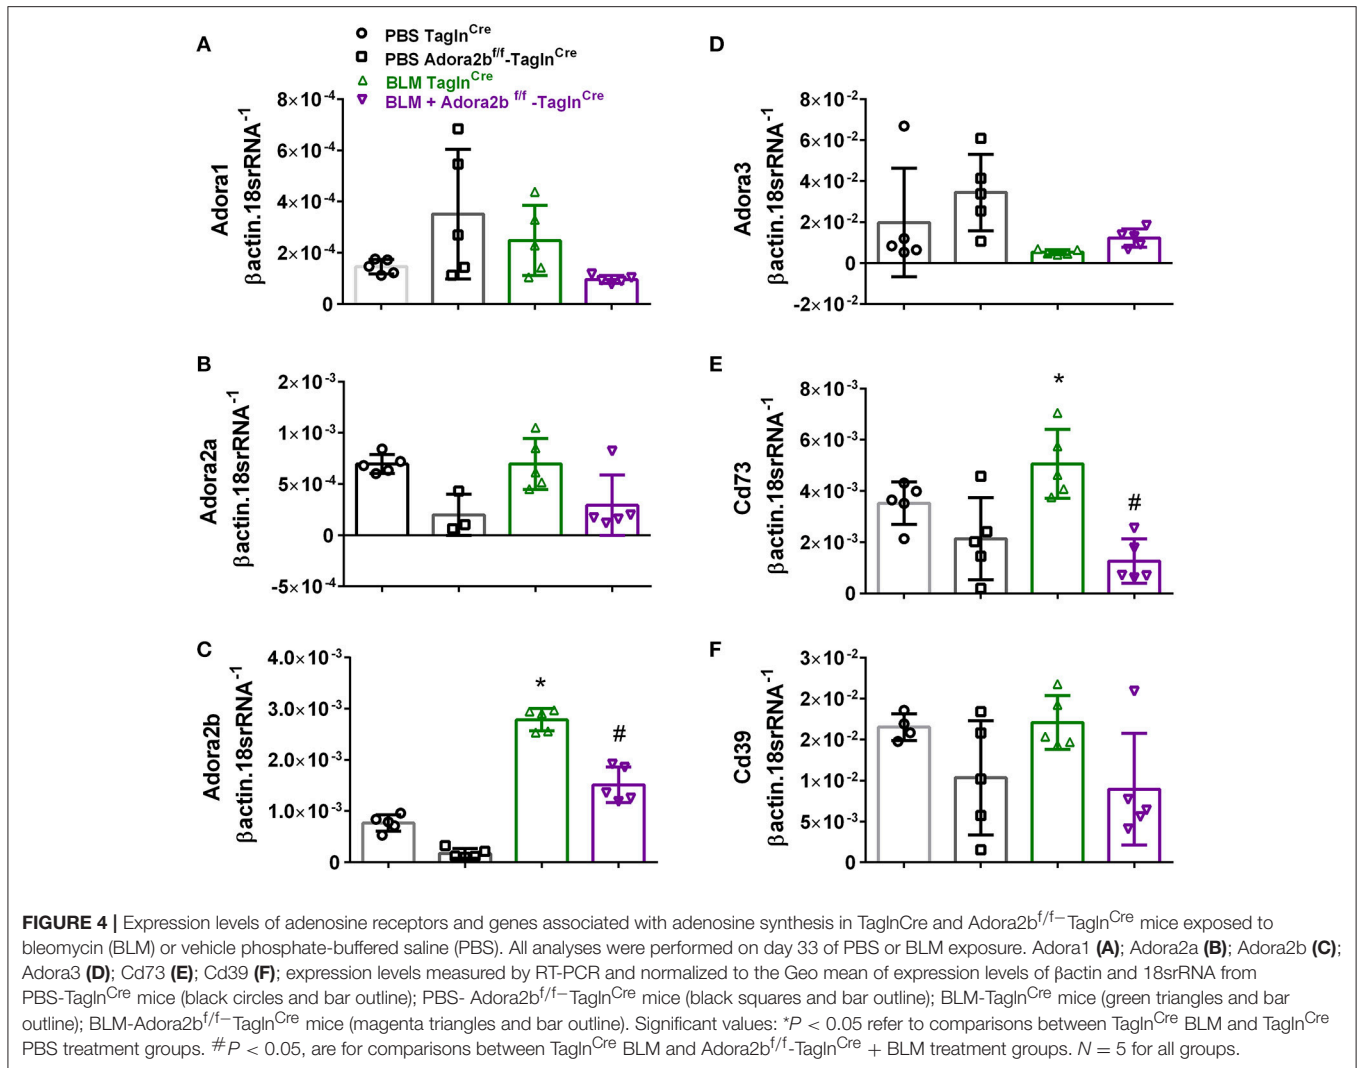 A
PBS Tagln^Cre
PBS Adora2b^f/f-Tagln^Cre
BLM Tagln^Cre
BLM + Adora2b ^f/f -Tagln^Cre
Adora1
βactin.18srRNA^-1
8×10^-4
6×10^-4
4×10^-4
2×10^-4
0
D
Adora3
βactin.18srRNA^-1
8×10^-2
6×10^-2
4×10^-2
2×10^-2
0
-2×10^-2
B
Adora2a
βactin.18srRNA^-1
2×10^-3
1×10^-3
5×10^-4
0
-5×10^-4
E
Cd73
βactin.18srRNA^-1
8×10^-3
6×10^-3
4×10^-3
2×10^-3
0
*
#
C
Adora2b
βactin.18srRNA^-1
4.0×10^-3
3.0×10^-3
2.0×10^-3
1.0×10^-3
0
*
#
F
Cd39
βactin.18srRNA^-1
3×10^-2
2×10^-2
2×10^-2
1×10^-2
5×10^-3
0
FIGURE 4 | Expression levels of adenosine receptors and genes associated with adenosine synthesis in TaglnCre and Adora2b^f/f−Tagln^Cre mice exposed to
bleomycin (BLM) or vehicle phosphate-buffered saline (PBS). All analyses were performed on day 33 of PBS or BLM exposure. Adora1 (A); Adora2a (B); Adora2b (C);
Adora3 (D); Cd73 (E); Cd39 (F); expression levels measured by RT-PCR and normalized to the Geo mean of expression levels of βactin and 18srRNA from
PBS-Tagln^Cre mice (black circles and bar outline); PBS- Adora2b^f/f−Tagln^Cre mice (black squares and bar outline); BLM-Tagln^Cre mice (green triangles and bar
outline); BLM-Adora2b^f/f−Tagln^Cre mice (magenta triangles and bar outline). Significant values: *P < 0.05 refer to comparisons between Tagln^Cre BLM and Tagln^Cre
PBS treatment groups. #P < 0.05, are for comparisons between Tagln^Cre BLM and Adora2b^f/f-Tagln^Cre + BLM treatment groups. N = 5 for all groups.